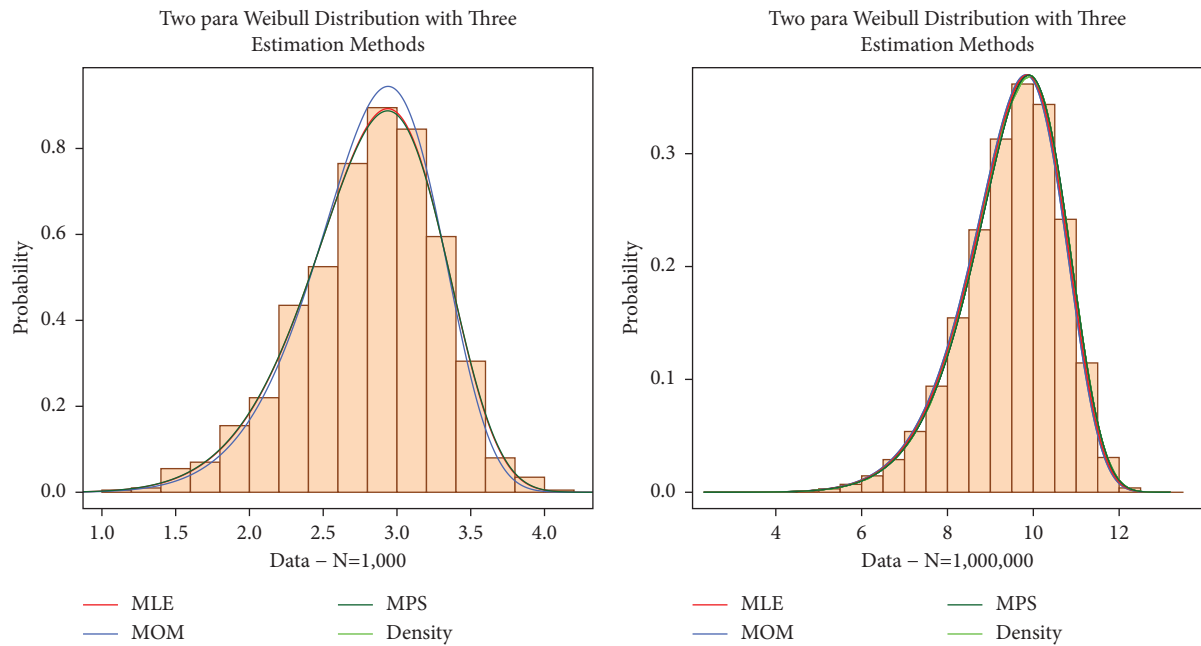 Two para Weibull Distribution with Three
Estimation Methods
Probability
0.8
0.6
0.4
0.2
0.0
1.0 1.5 2.0 2.5 3.0 3.5 4.0
Data − N=1,000
MLE
MOM
MPS
Density
Two para Weibull Distribution with Three
Estimation Methods
Probability
0.3
0.2
0.1
0.0
4 6 8 10 12
Data − N=1,000,000
MLE
MOM
MPS
Density